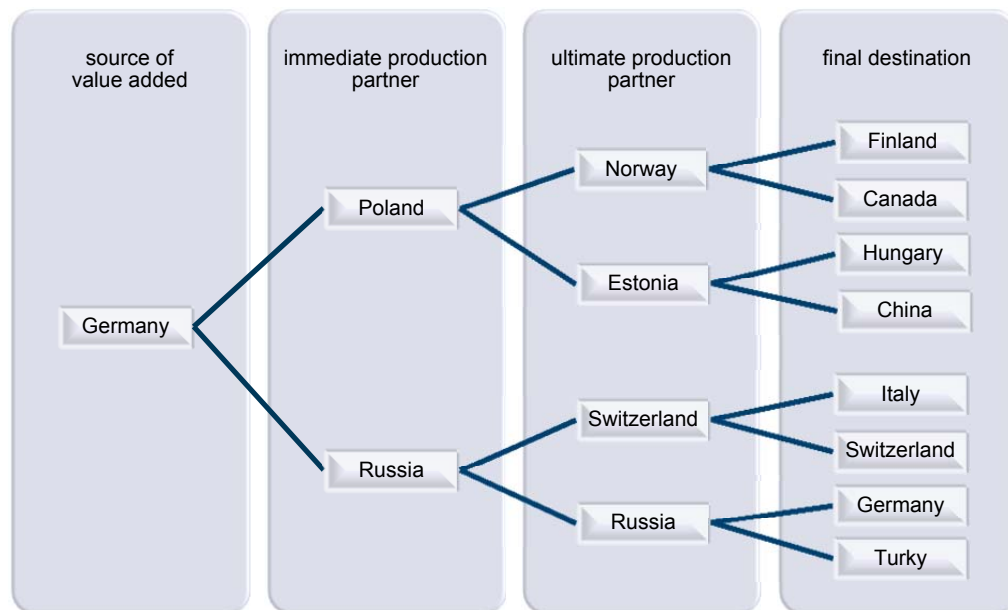 source of
value added
immediate production
partner
ultimate production
partner
final destination
Germany
Poland
Russia
Norway
Estonia
Switzerland
Russia
Finland
Canada
Hungary
China
Italy
Switzerland
Germany
Turky